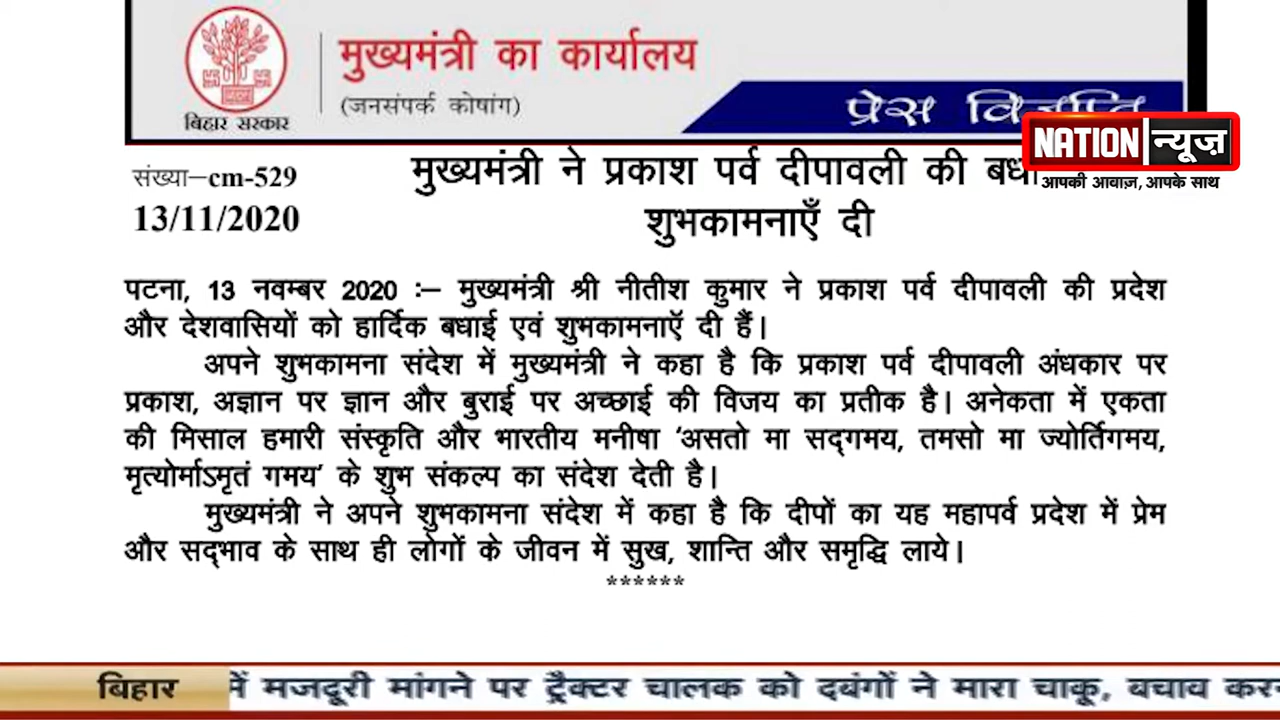 मुख्यमंत्री का कार्यालय
(जनसंपर्क कोषांग)
बिहार सरकार
प्रेस विज्ञप्ति
NATION न्यूज़
आपकी आवाज़, आपके साथ
संख्या–cm-529
13/11/2020
मुख्यमंत्री ने प्रकाश पर्व दीपावली की
शुभकामनाएँ दी
पटना, 13 नवम्बर 2020 :– मुख्यमंत्री श्री नीतीश कुमार ने प्रकाश पर्व दीपावली की प्रदेश
और देशवासियों को हार्दिक बधाई एवं शुभकामनाएॅ दी हैं।
अपने शुभकामना संदेश में मुख्यमंत्री ने कहा है कि प्रकाश पर्व दीपावली अंधकार पर
प्रकाश, अज्ञान पर ज्ञान और बुराई पर अच्छाई की विजय का प्रतीक है। अनेकता में एकता
की मिसाल हमारी संस्कृति और भारतीय मनीषा 'असतो मा सद्‌गमय, तमसो मा ज्योर्तिगमय,
मृत्योर्माऽमृतं गमय' के शुभ संकल्प का संदेश देती है।
मुख्यमंत्री ने अपने शुभकामना संदेश में कहा है कि दीपों का यह महापर्व प्रदेश में प्रेम
और सद्‌भाव के साथ ही लोगों के जीवन में सुख, शान्ति और समृद्धि लाये।
******
बिहार में मजदूरी मांगने पर ट्रैक्टर चालक को दबंगों ने मारा चाकू, बचाव